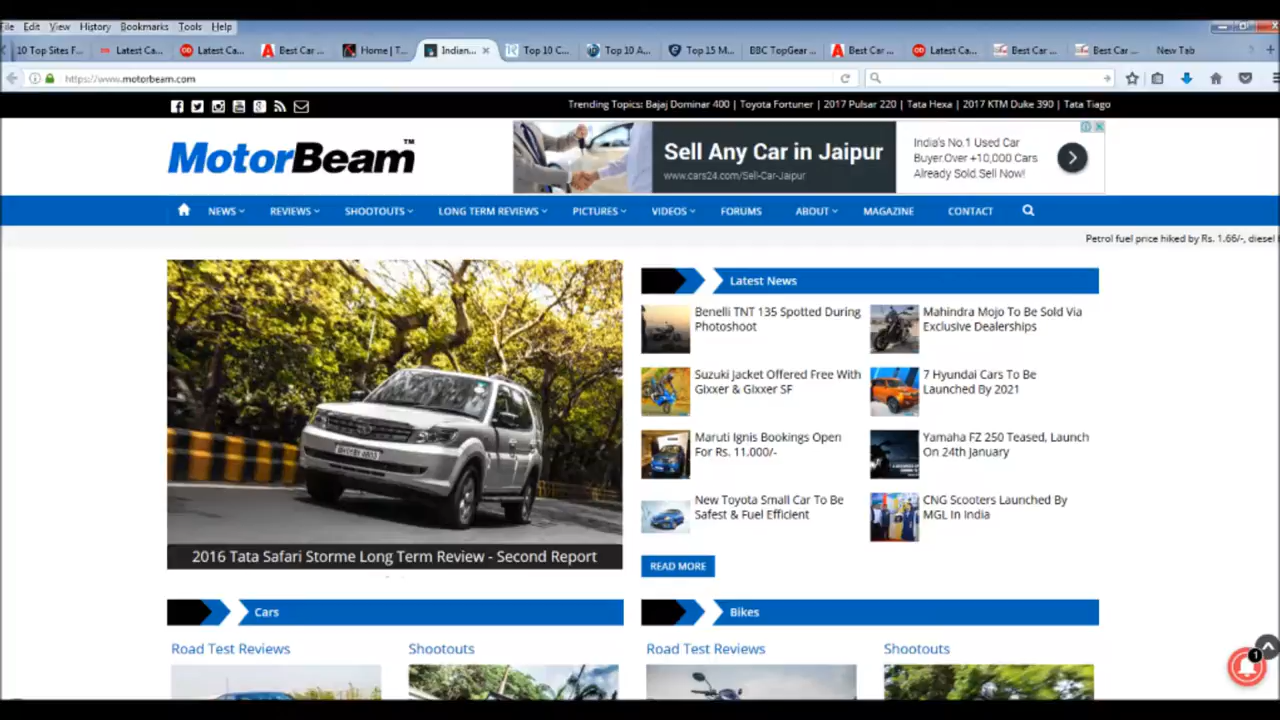 File Edit View History Bookmarks Tools Help
10 Top Sites F... Latest Ca... Latest Ca... Best Car ... Home | T... Indian... Top 10 C... Top 10 A... Top 15 M... BBC TopGear ... Best Car ... Latest Ca... Best Car ... Best Car ... New Tab
https://www.motorbeam.com
Trending Topics: Bajaj Dominar 400 | Toyota Fortuner | 2017 Pulsar 220 | Tata Hexa | 2017 KTM Duke 390 | Tata Tiago
MotorBeam™
Sell Any Car in Jaipur
www.cars24.com/Sell-Car-Jaipur
India's No.1 Used Car
Buyer.Over +10,000 Cars
Already Sold.Sell Now!
NEWS REVIEWS SHOOTOUTS LONG TERM REVIEWS PICTURES VIDEOS FORUMS ABOUT MAGAZINE CONTACT
Petrol fuel price hiked by Rs. 1.66/-, diesel
2016 Tata Safari Storme Long Term Review - Second Report
Latest News
Benelli TNT 135 Spotted During
Photoshoot
Mahindra Mojo To Be Sold Via
Exclusive Dealerships
Suzuki Jacket Offered Free With
Gixxer & Gixxer SF
7 Hyundai Cars To Be
Launched By 2021
Maruti Ignis Bookings Open
For Rs. 11,000/-
Yamaha FZ 250 Teased, Launch
On 24th January
New Toyota Small Car To Be
Safest & Fuel Efficient
CNG Scooters Launched By
MGL In India
READ MORE
Cars
Road Test Reviews Shootouts
Bikes
Road Test Reviews Shootouts
1